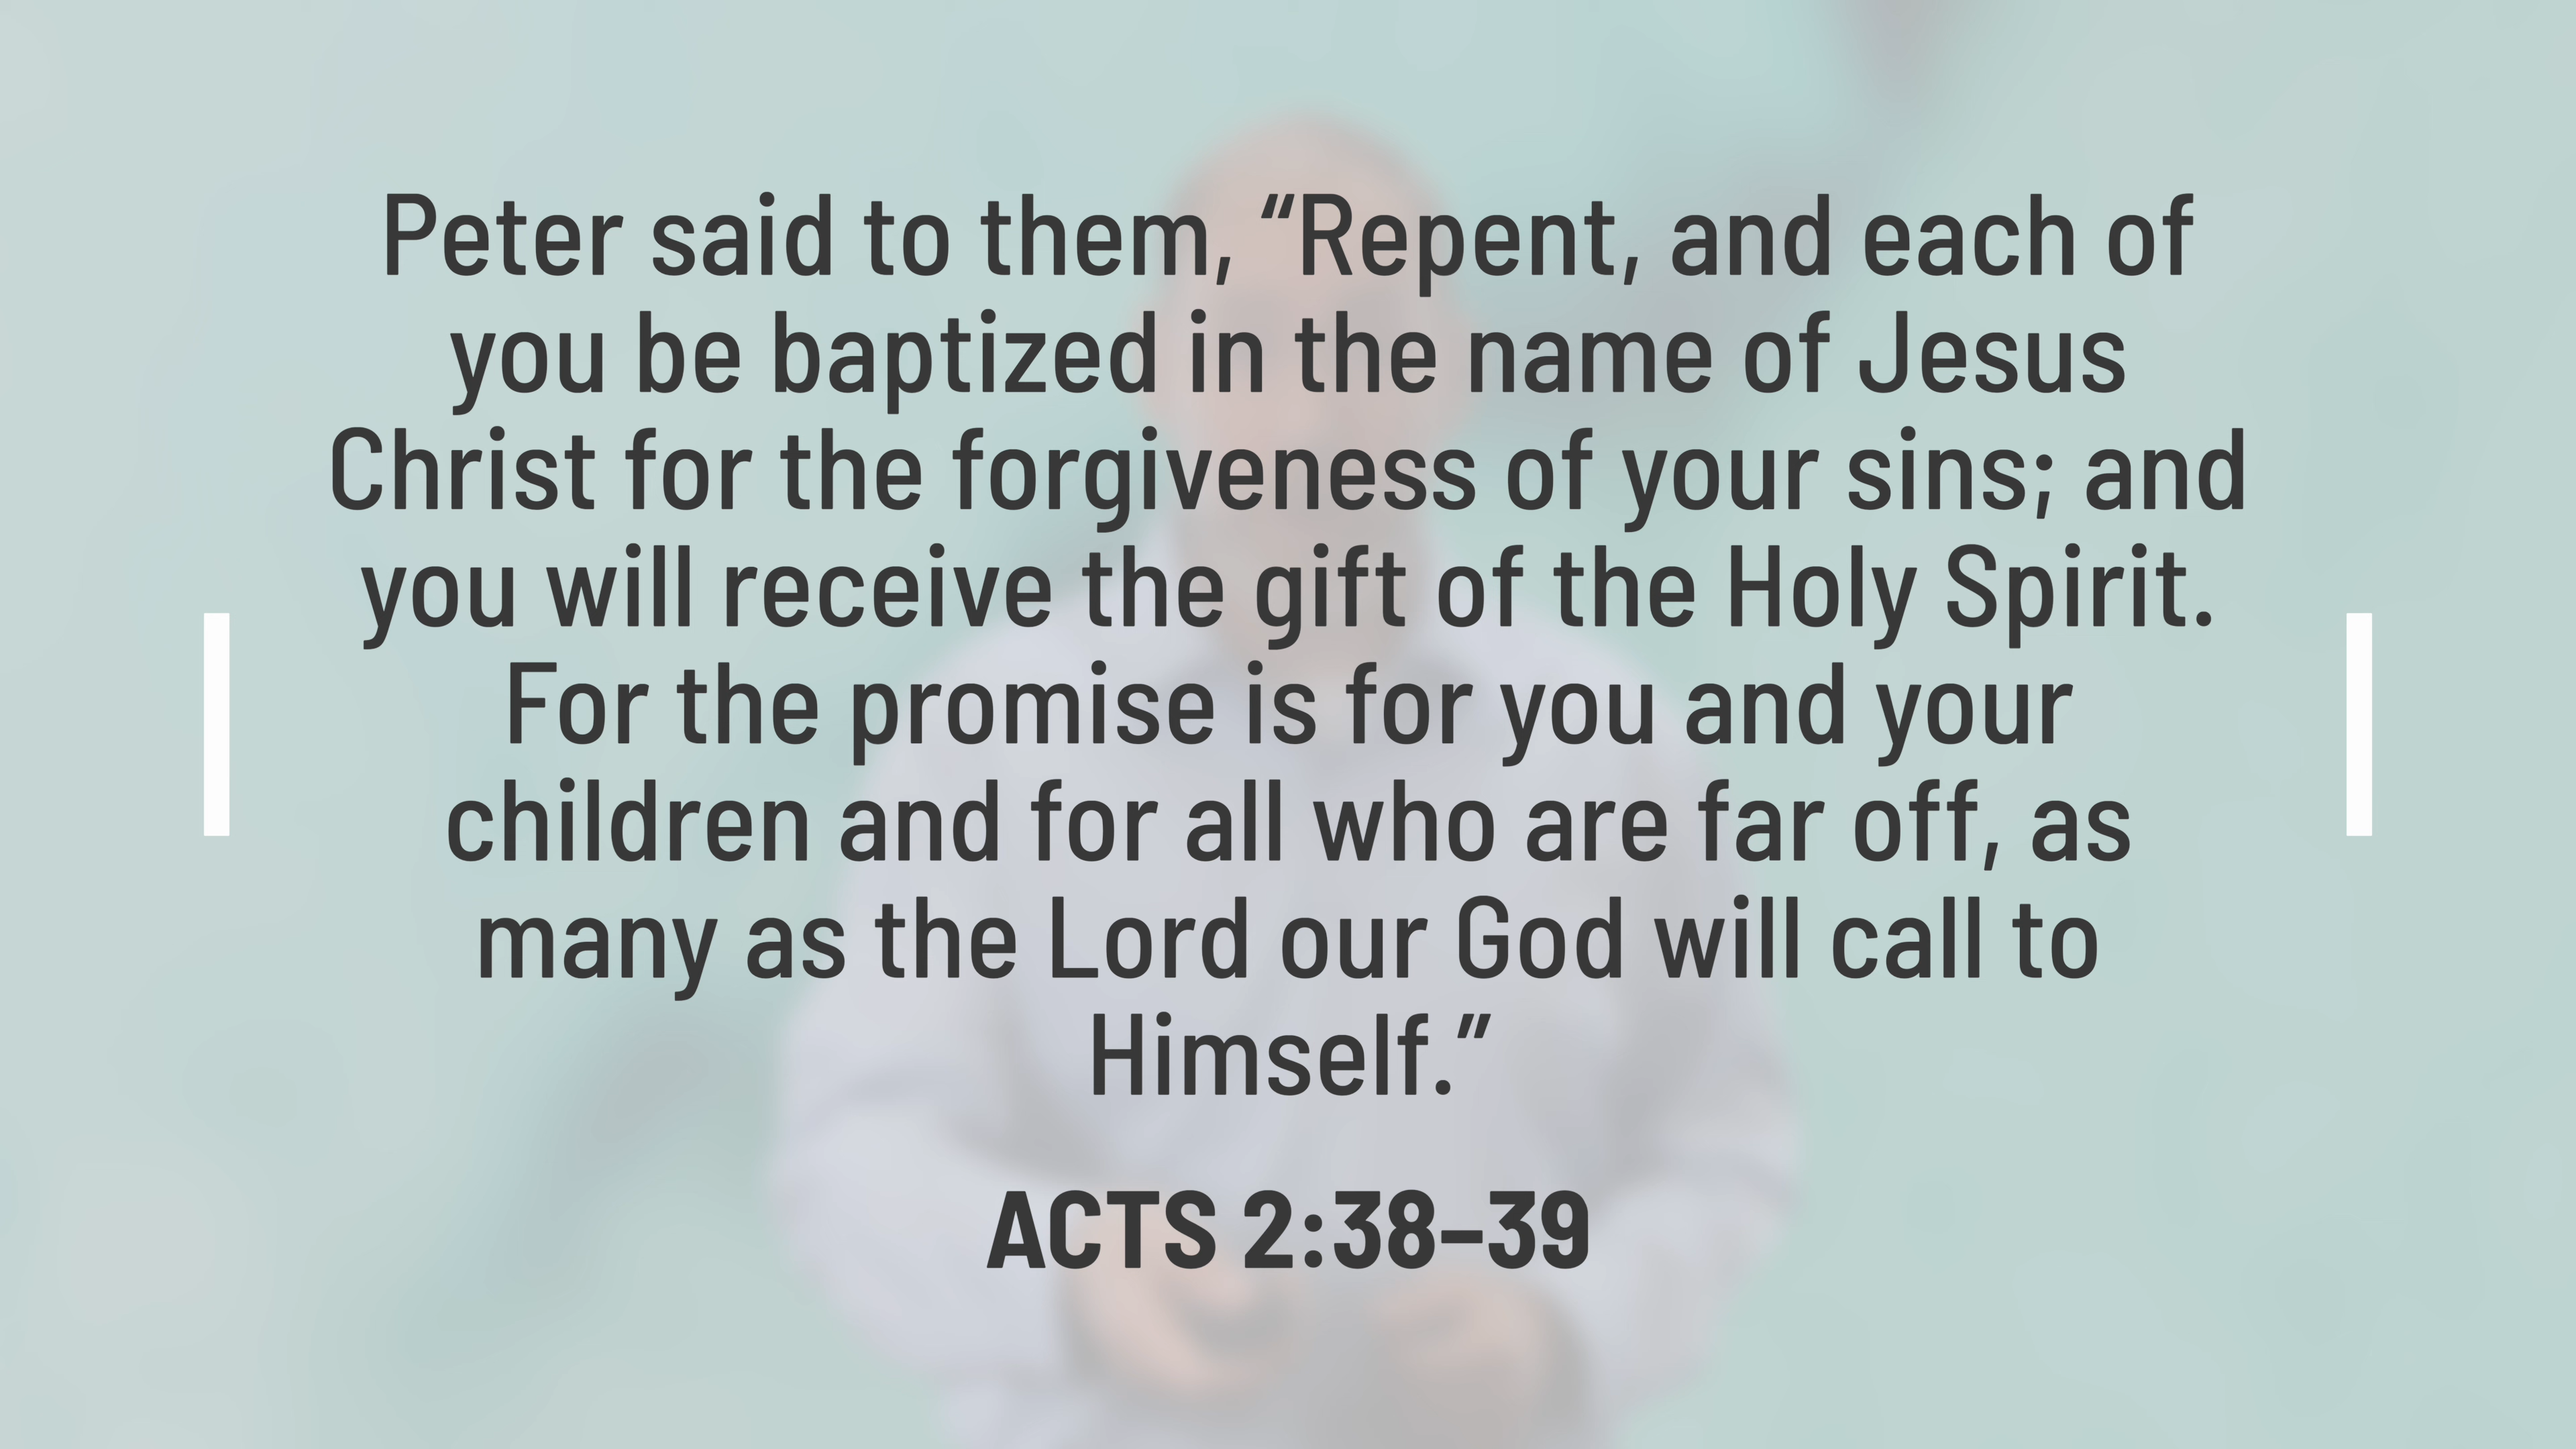 Peter said to them, “Repent, and each of
you be baptized in the name of Jesus
Christ for the forgiveness of your sins; and
you will receive the gift of the Holy Spirit.
For the promise is for you and your
children and for all who are far off, as
many as the Lord our God will call to
Himself.”
ACTS 2:38–39